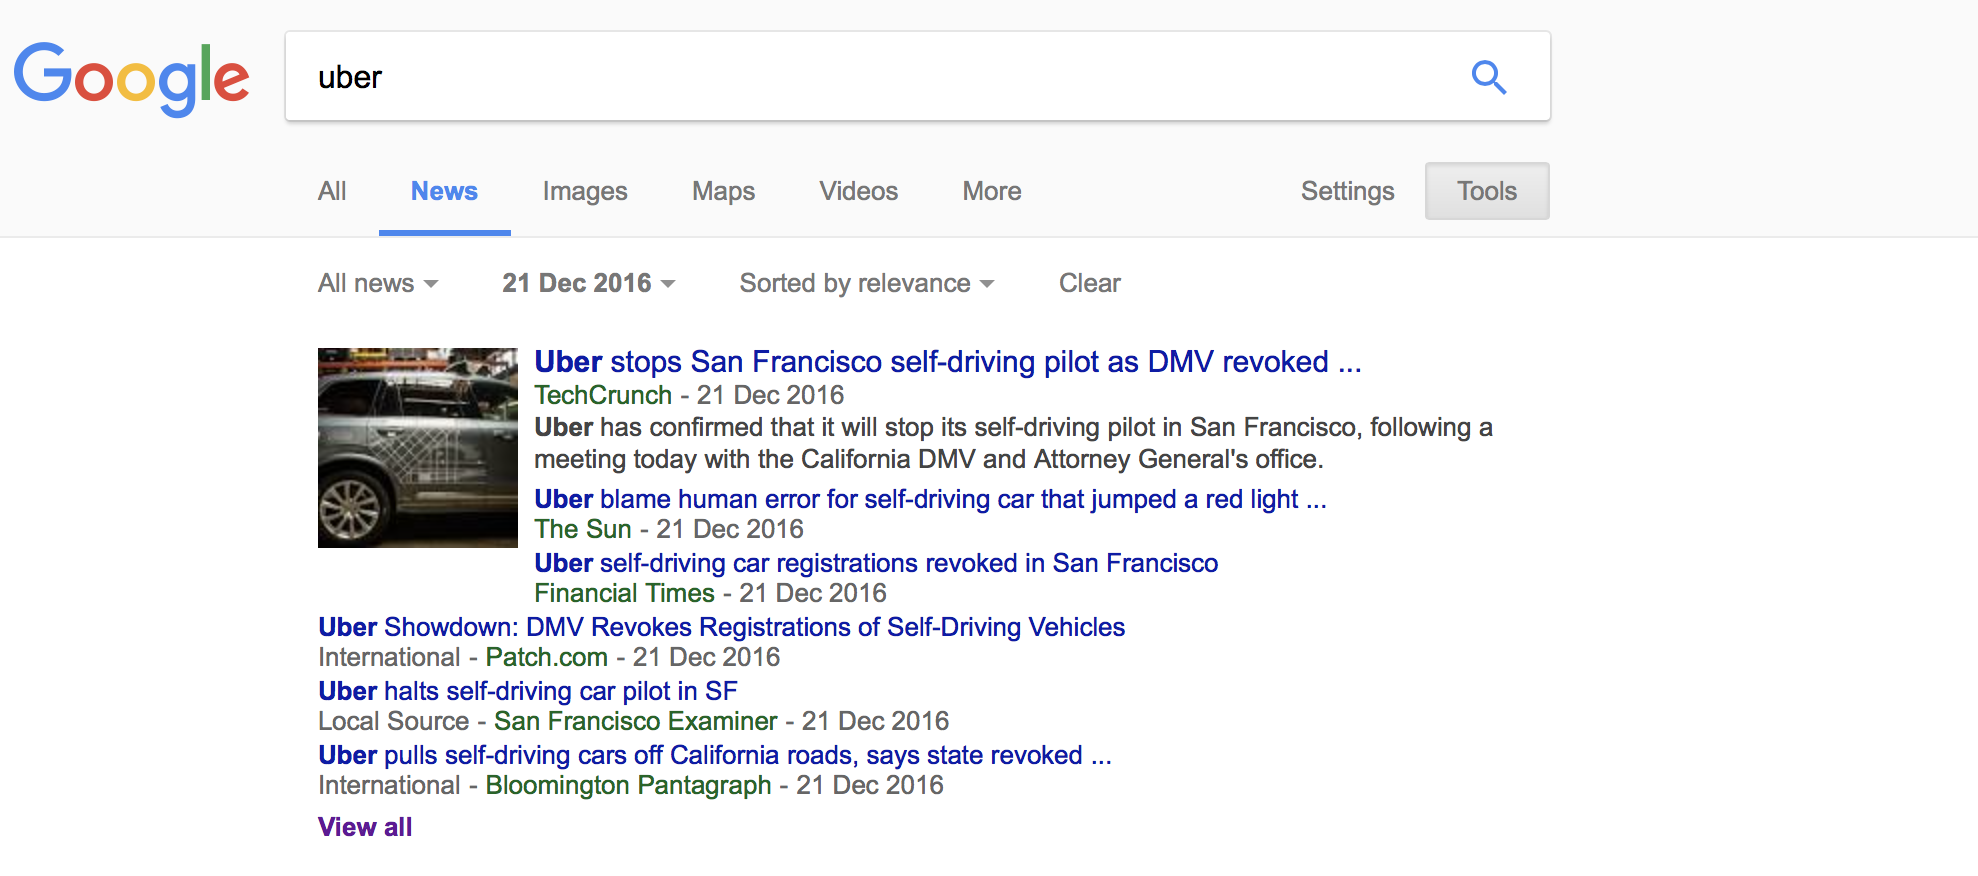 Google
uber
All News Images Maps Videos More Settings Tools
All news 21 Dec 2016 Sorted by relevance Clear
Uber stops San Francisco self-driving pilot as DMV revoked ...
TechCrunch - 21 Dec 2016
Uber has confirmed that it will stop its self-driving pilot in San Francisco, following a
meeting today with the California DMV and Attorney General's office.
Uber blame human error for self-driving car that jumped a red light ...
The Sun - 21 Dec 2016
Uber self-driving car registrations revoked in San Francisco
Financial Times - 21 Dec 2016
Uber Showdown: DMV Revokes Registrations of Self-Driving Vehicles
International - Patch.com - 21 Dec 2016
Uber halts self-driving car pilot in SF
Local Source - San Francisco Examiner - 21 Dec 2016
Uber pulls self-driving cars off California roads, says state revoked ...
International - Bloomington Pantagraph - 21 Dec 2016
View all